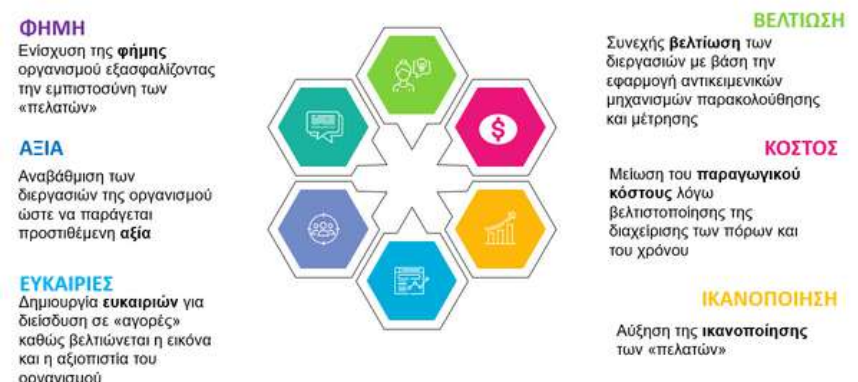 ΦΗΜΗ
Ενίσχυση της φήμης
οργανισμού εξασφαλίζοντας
την εμπιστοσύνη των
«πελατών»
ΑΞΙΑ
Αναβάθμιση των
διεργασιών της οργανισμού
ώστε να παράγεται
προστιθέμενη αξία
ΕΥΚΑΙΡΙΕΣ
Δημιουργία ευκαιριών για
διείσδυση σε «αγορές»
καθώς βελτιώνεται η εικόνα
και η αξιοπιστία του
οργανισμού
$
ΒΕΛΤΙΩΣΗ
Συνεχής βελτίωση των
διεργασιών με βάση την
εφαρμογή αντικειμενικών
μηχανισμών παρακολούθησης
και μέτρησης
ΚΟΣΤΟΣ
Μείωση του παραγωγικού
κόστους λόγω
βελτιστοποίησης της
διαχείρισης των πόρων και
του χρόνου
ΙΚΑΝΟΠΟΙΗΣΗ
Αύξηση της ικανοποίησης
των «πελατών»